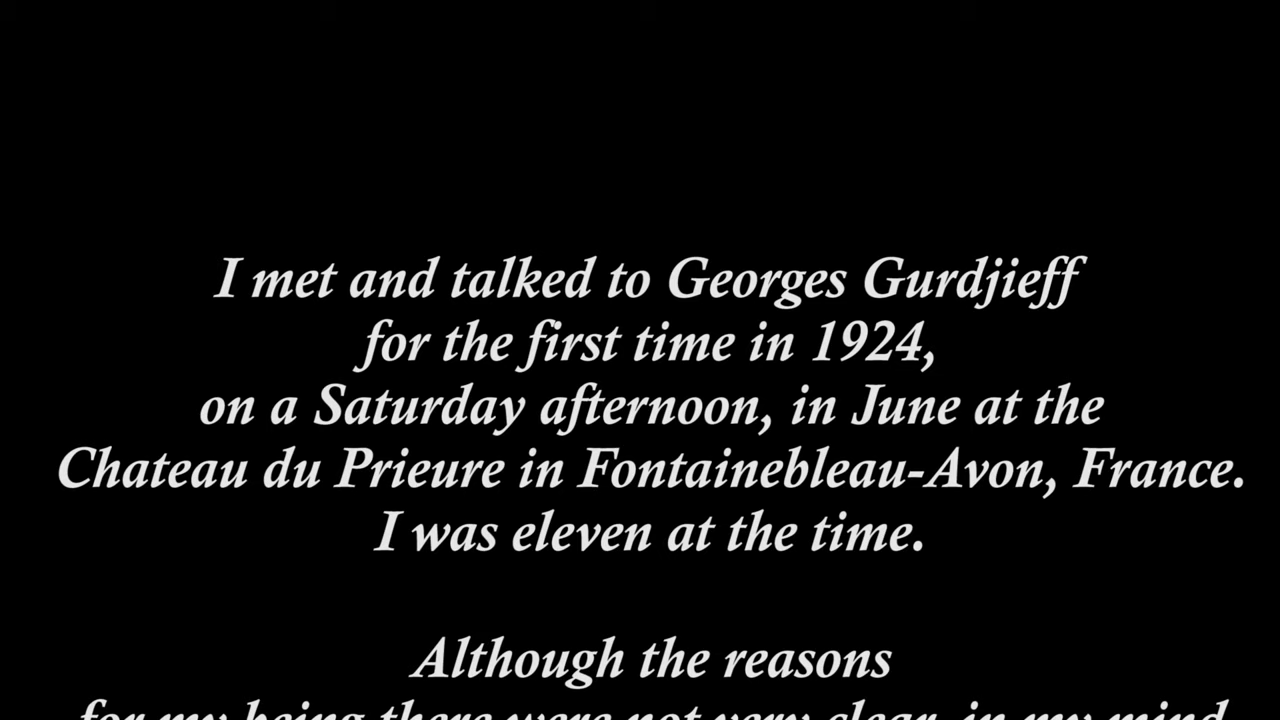 I met and talked to Georges Gurdjieff
for the first time in 1924,
on a Saturday afternoon, in June at the
Chateau du Prieure in Fontainebleau-Avon, France.
I was eleven at the time.
Although the reasons
for my being there were not very clear, in my mind